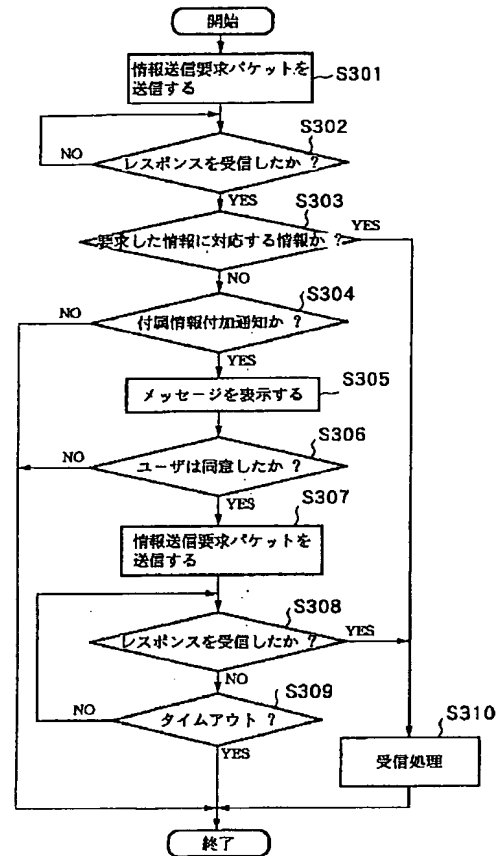 開始
情報送信要求パケットを
送信する
S301
S302
レスポンスを受信したか ?
NO
YES
S303
要求した情報に対応する情報か ?
YES
NO
S304
付属情報付加通知か ?
NO
YES
メッセージを表示する
S305
S306
ユーザは同意したか ?
NO
YES
S307
情報送信要求パケットを
送信する
S308
レスポンスを受信したか ?
YES
NO
S309
タイムアウト ?
NO
YES
S310
受信処理
終了